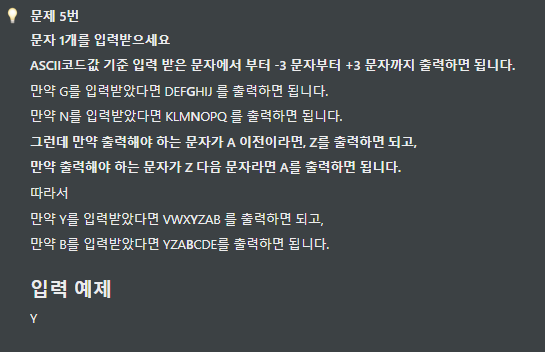 문제 5번
문자 1개를 입력받으세요
ASCII코드값 기준 입력 받은 문자에서 부터 -3 문자부터 +3 문자까지 출력하면 됩니다.
만약 G를 입력받았다면 DEFGHIJ 를 출력하면 됩니다.
만약 N를 입력받았다면 KLMNOPQ 를 출력하면 됩니다.
그런데 만약 출력해야 하는 문자가 A 이전이라면, Z를 출력하면 되고,
만약 출력해야 하는 문자가 Z 다음 문자라면 A를 출력하면 됩니다.
따라서
만약 Y를 입력받았다면 VWXYZAB 를 출력하면 되고,
만약 B를 입력받았다면 YZABCDE를 출력하면 됩니다.
입력 예제
Y